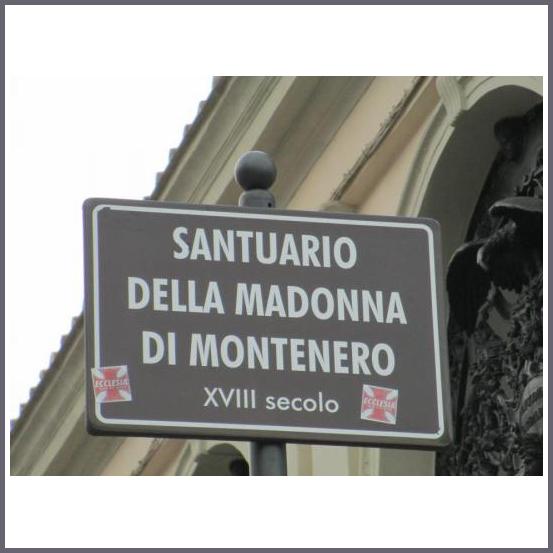 SANTUARIO
DELLA MADONNA
DI MONTENERO
XVIII secolo
ECCLESIA
ECCLESIA